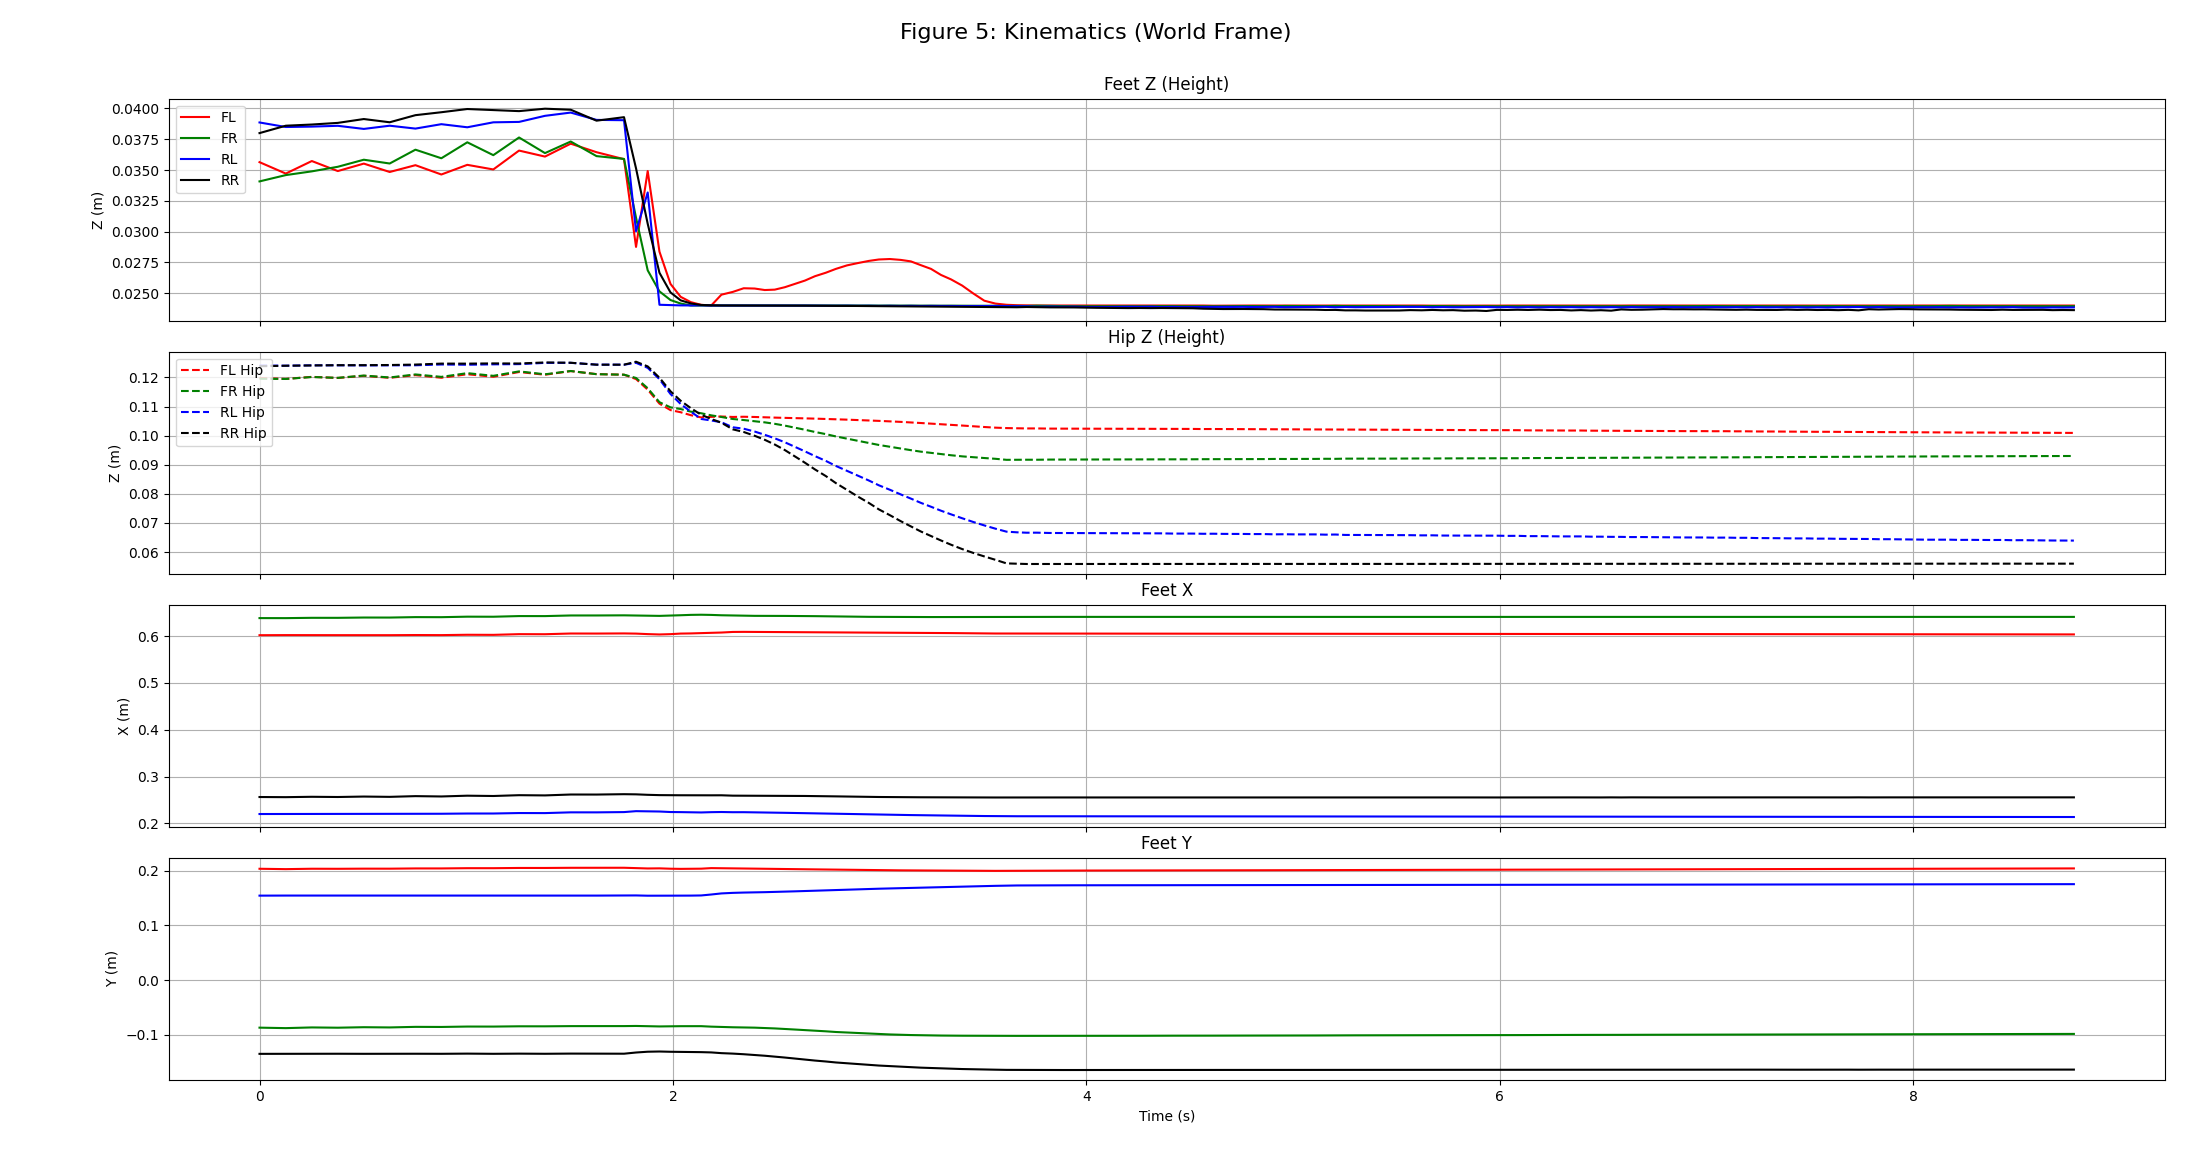 Figure 5: Kinematics (World Frame)
Feet Z (Height)
Z (m)
0.0400
0.0375
0.0350
0.0325
0.0300
0.0275
0.0250
FL
FR
RL
RR
Hip Z (Height)
Z (m)
0.12
0.11
0.10
0.09
0.08
0.07
0.06
FL Hip
FR Hip
RL Hip
RR Hip
Feet X
X (m)
0.6
0.5
0.4
0.3
0.2
Feet Y
Y (m)
0.2
0.1
0.0
−0.1
0 2 4 6 8
Time (s)